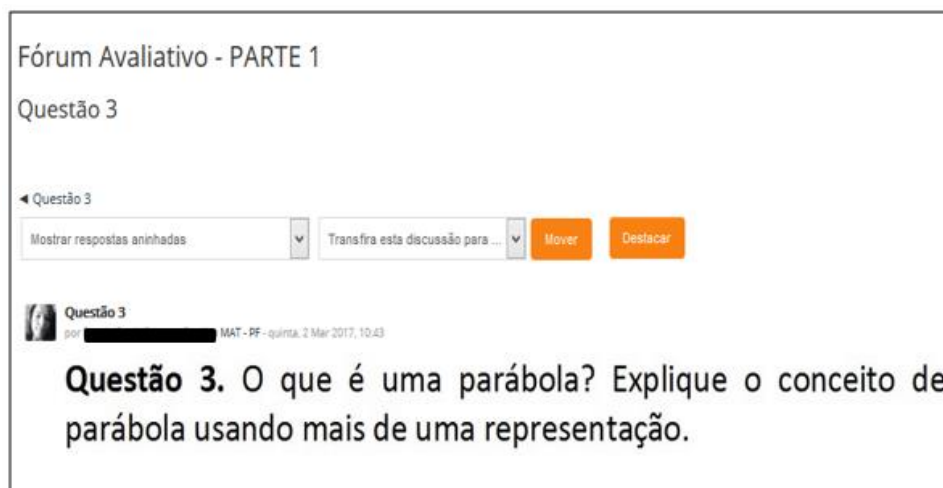 Fórum Avaliativo - PARTE 1
Questão 3
◄ Questão 3
Mostrar respostas aninhadas Transfira esta discussão para ... Mover Destacar
Questão 3
por MAT - PF - quinta, 2 Mar 2017, 10:43
Questão 3. O que é uma parábola? Explique o conceito de
parábola usando mais de uma representação.